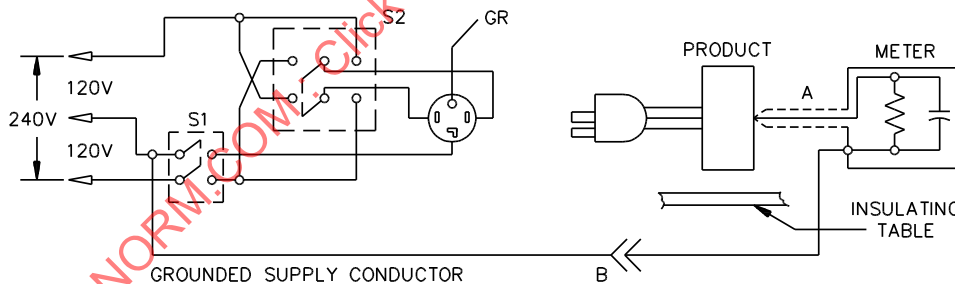 S2
GR
120V
240V
120V
S1
PRODUCT
METER
A
INSULATING
TABLE
GROUNDED SUPPLY CONDUCTOR
B
NORM.COM : Click